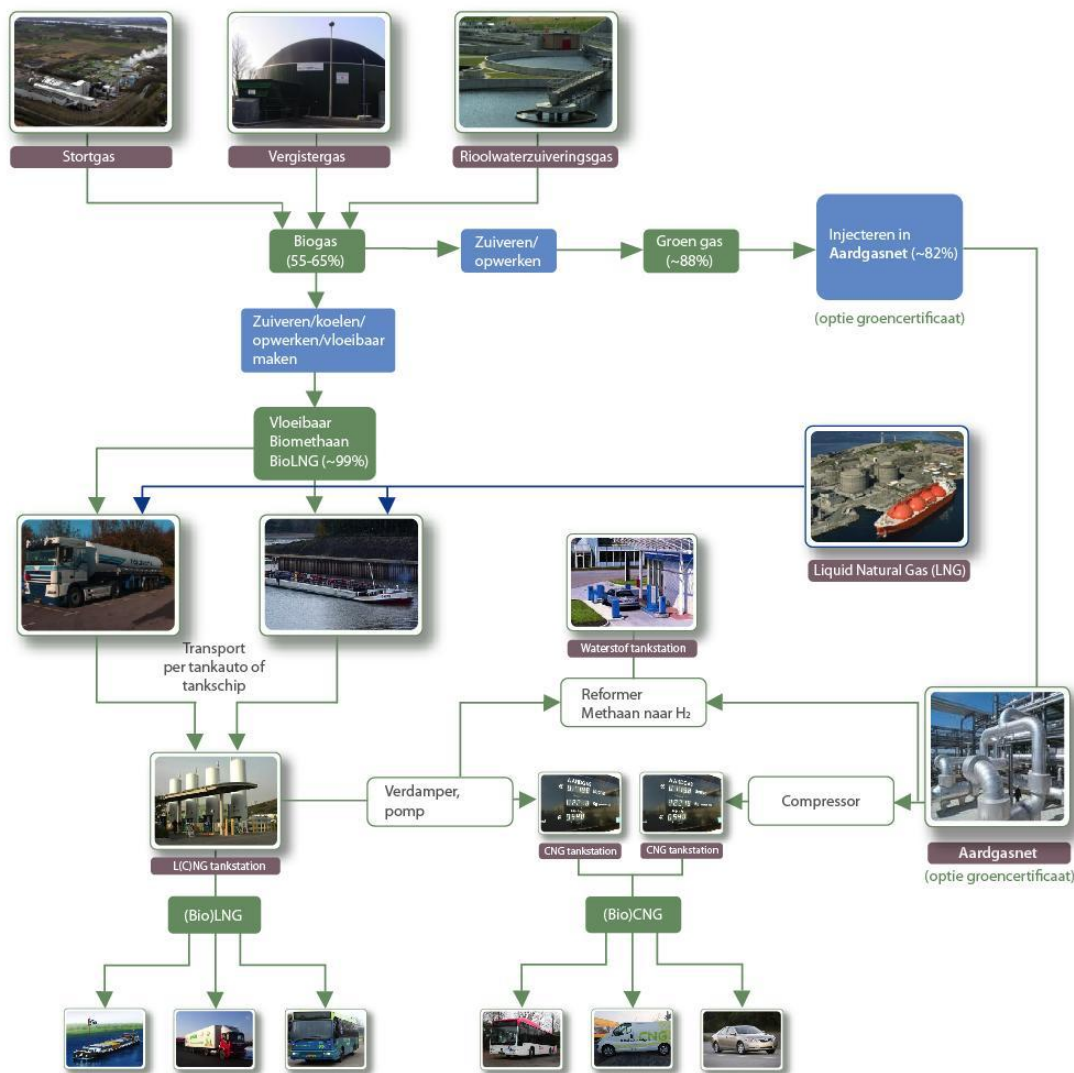 Stortgas
Vergistergas
Rioolwaterzuiveringsgas
Biogas
(55-65%)
Zuiveren/
opwerken
Groen gas
(~88%)
Injecteren in
Aardgasnet (~82%)
(optie groencertificaat)
Zuiveren/koelen/
opwerken/vloeibaar
maken
Vloeibaar
Biomethaan
BioLNG (~99%)
Liquid Natural Gas (LNG)
Transport
per tankauto of
tankschip
Waterstof tankstation
Reformer
Methaan naar H₂
Verdamper,
pomp
AARDGAS
AARDGAS
Compressor
L(C)NG tankstation
CNG tankstation
CNG tankstation
Aardgasnet
(optie groencertificaat)
(Bio)LNG
(Bio)CNG
CNG